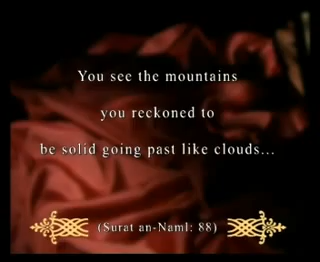 You see the mountains
you reckoned to
be solid going past like clouds...
(Surat an-Naml: 88)